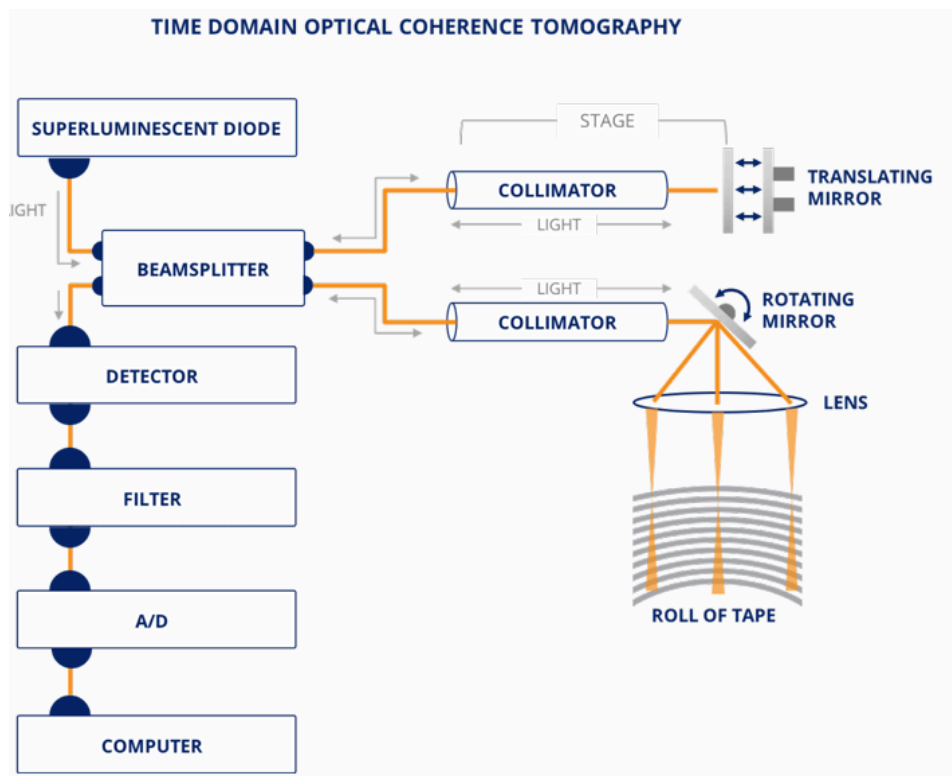 TIME DOMAIN OPTICAL COHERENCE TOMOGRAPHY
SUPERLUMINESCENT DIODE
STAGE
COLLIMATOR
TRANSLATING
MIRROR
LIGHT
BEAMSPLITTER
LIGHT
COLLIMATOR
ROTATING
MIRROR
DETECTOR
LENS
FILTER
ROLL OF TAPE
A/D
COMPUTER